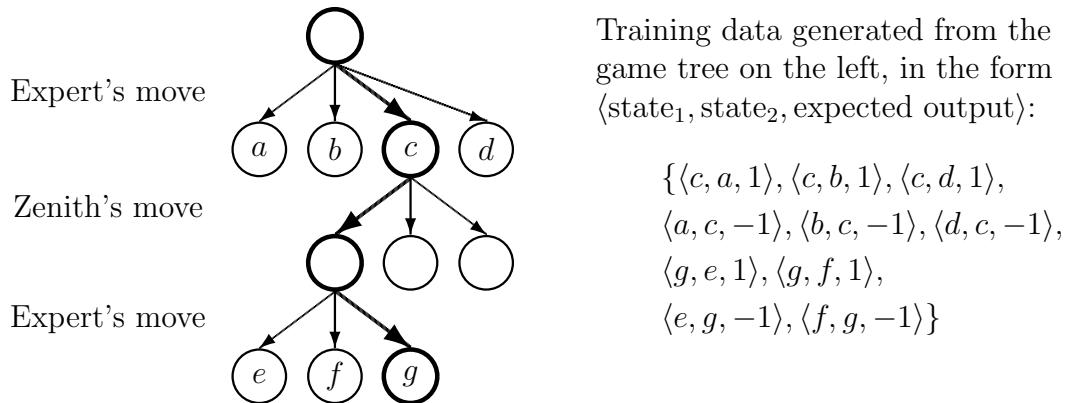 Expert's move
a b c d
Zenith's move
Expert's move
e f g
Training data generated from the
game tree on the left, in the form
⟨state₁, state₂, expected output⟩:
{⟨c, a, 1⟩, ⟨c, b, 1⟩, ⟨c, d, 1⟩,
⟨a, c, −1⟩, ⟨b, c, −1⟩, ⟨d, c, −1⟩,
⟨g, e, 1⟩, ⟨g, f, 1⟩,
⟨e, g, −1⟩, ⟨f, g, −1⟩}